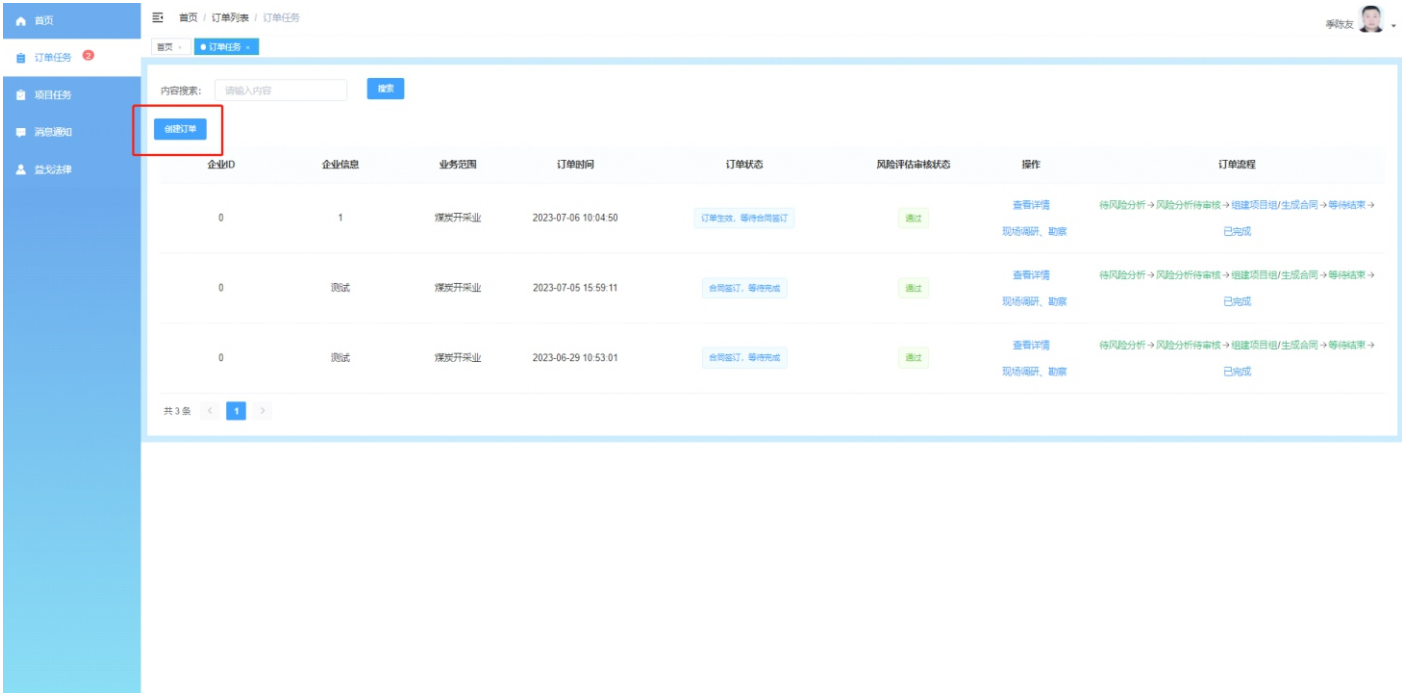 首页
订单任务 2
项目任务
消息通知
盐戈法律
首页 / 订单列表 / 订单任务
季陈友
首页 ×
订单任务 ×
内容搜索: 请输入内容 搜索
创建订单
企业ID 企业信息 业务范围 订单时间 订单状态 风险评估审核状态 操作 订单流程
0 1 煤炭开采业 2023-07-06 10:04:50 订单生效、等待合同签订 通过 查看详情 待风险分析→风险分析待审核→组建项目组/生成合同→等待结束→
现场调研、勘察 已完成
0 测试 煤炭开采业 2023-07-05 15:59:11 合同签订、等待完成 通过 查看详情 待风险分析→风险分析待审核→组建项目组/生成合同→等待结束→
现场调研、勘察 已完成
0 测试 煤炭开采业 2023-06-29 10:53:01 合同签订、等待完成 通过 查看详情 待风险分析→风险分析待审核→组建项目组/生成合同→等待结束→
现场调研、勘察 已完成
共 3 条 < 1 >